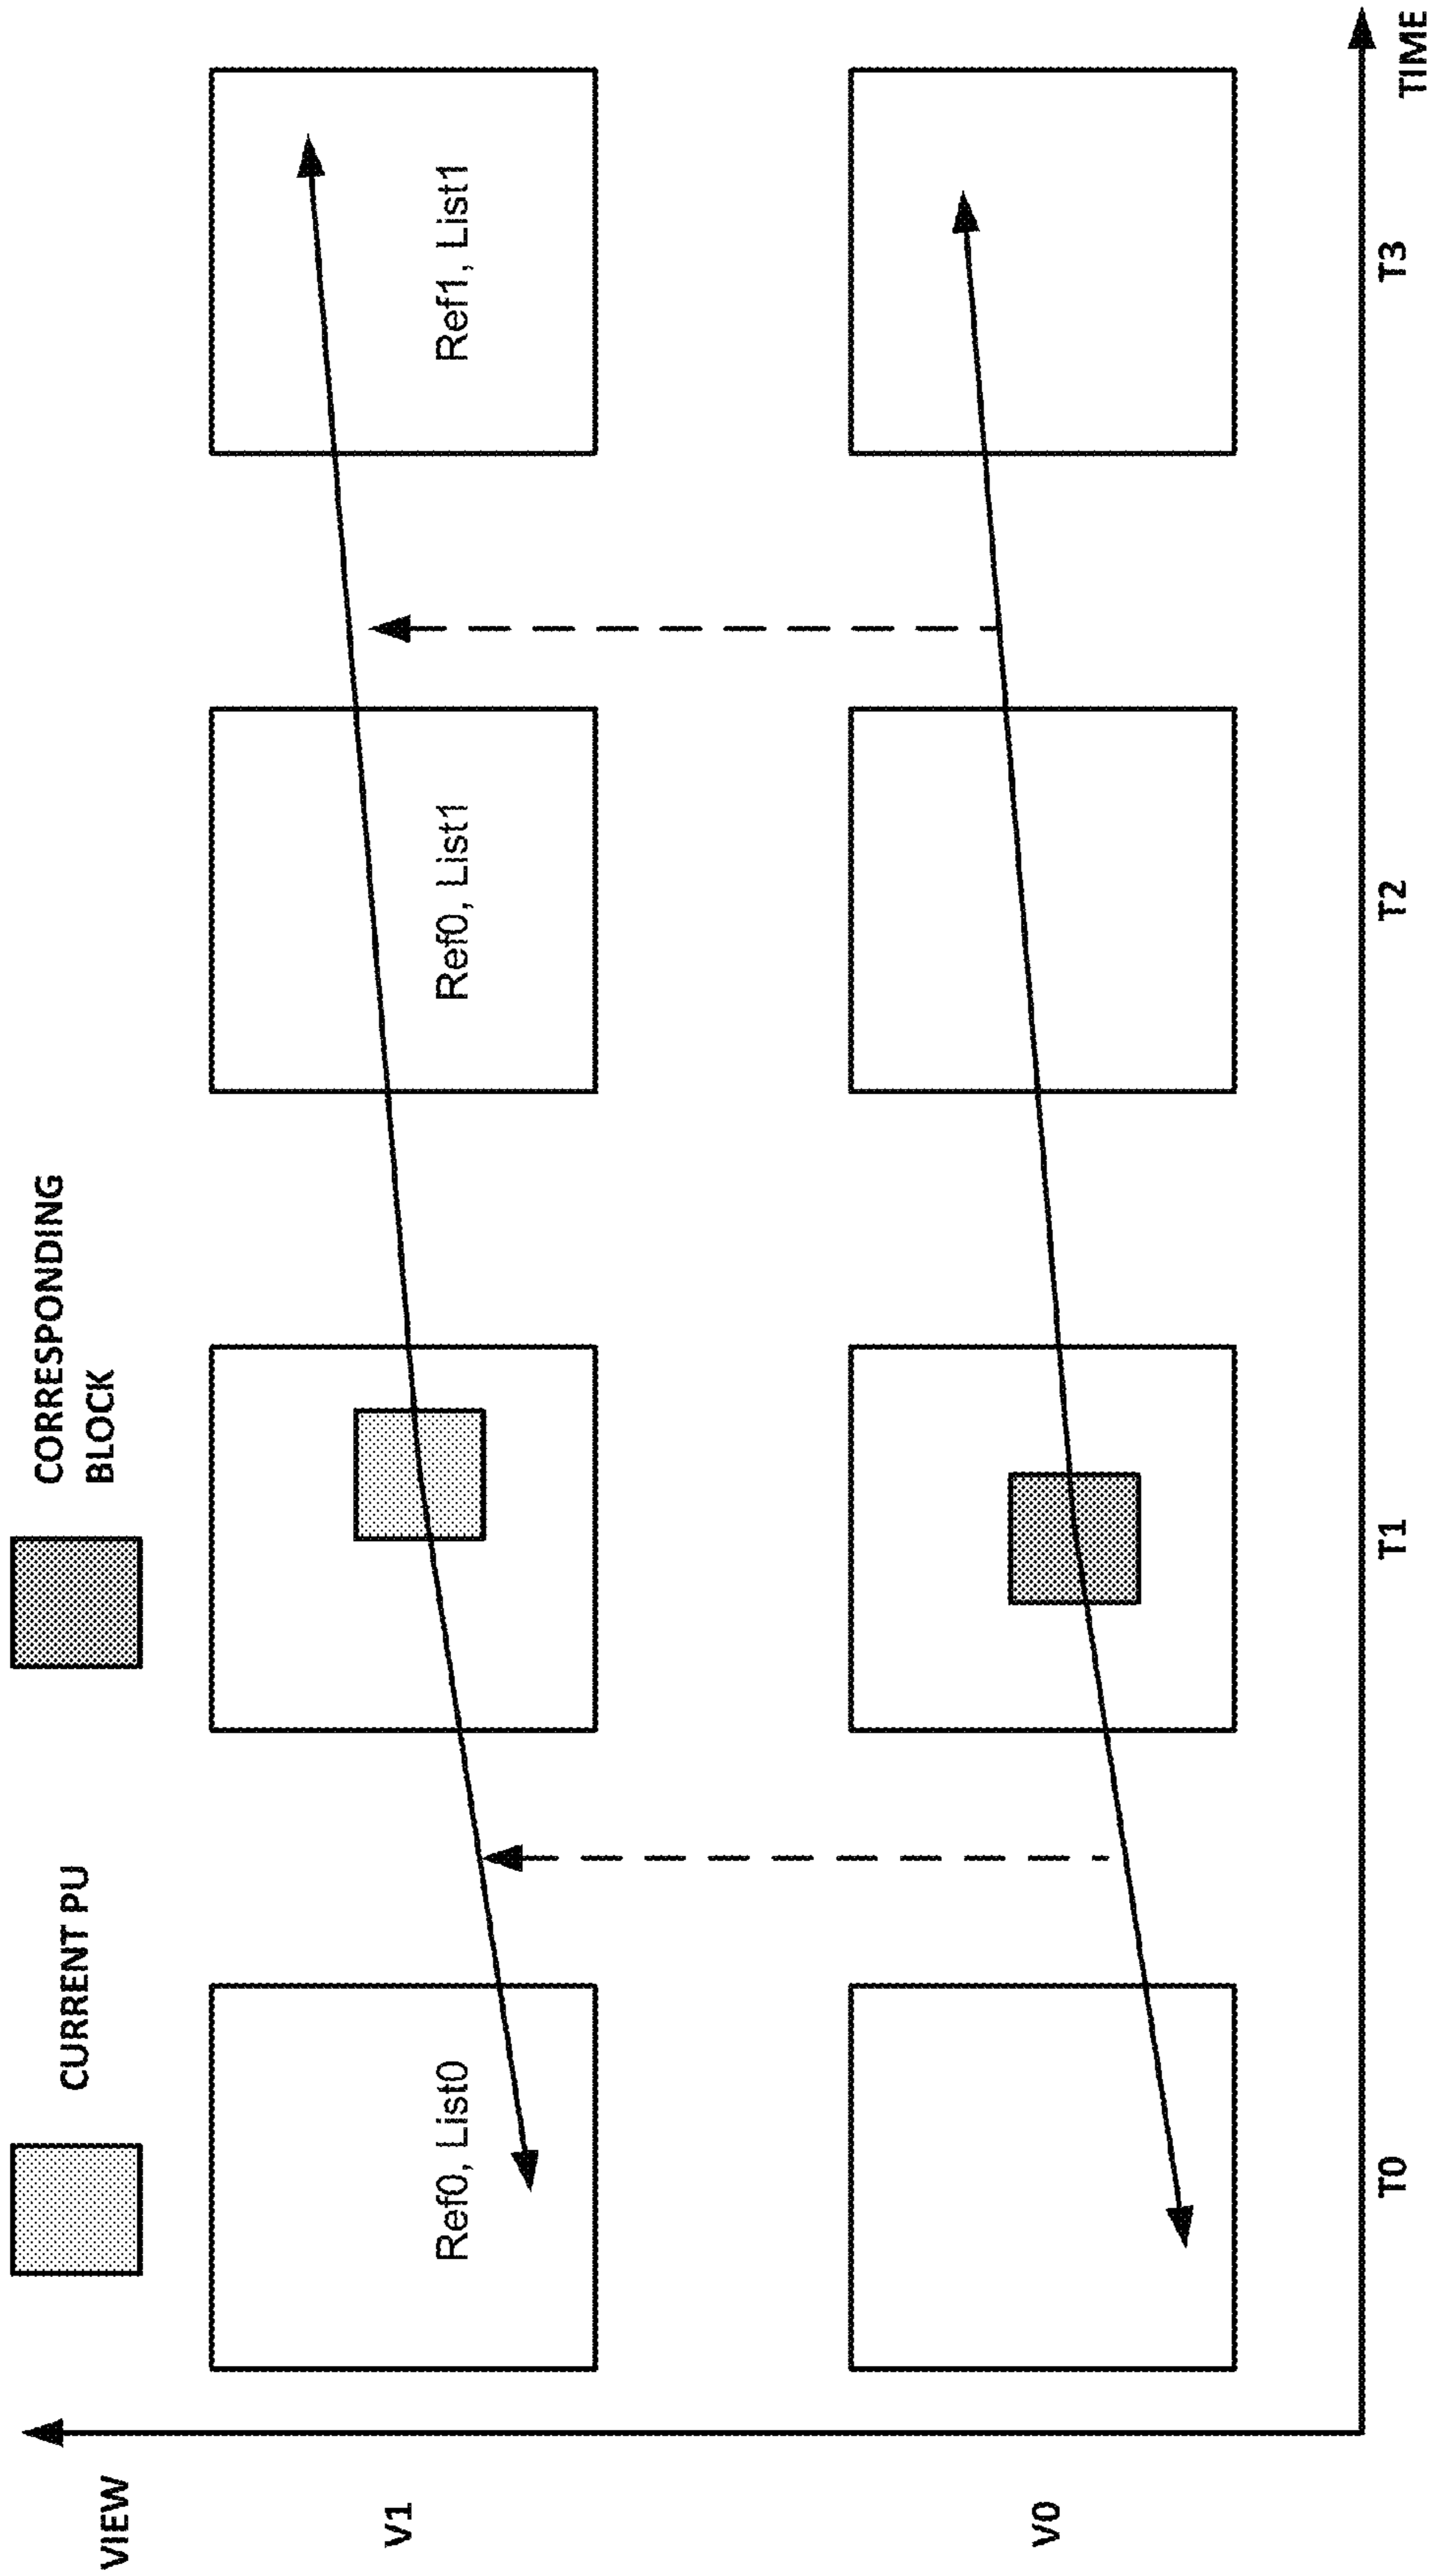 CURRENT PU
CORRESPONDING
BLOCK
VIEW
V1
Ref0, List0
Ref0, List1
Ref1, List1
V0
T0
T1
T2
T3
TIME